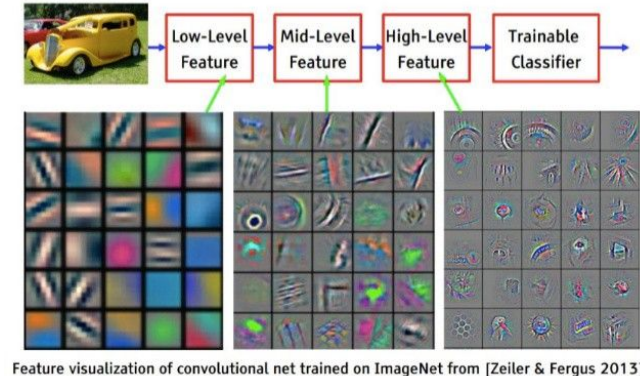 Low-Level
Feature
Mid-Level
Feature
High-Level
Feature
Trainable
Classifier
Feature visualization of convolutional net trained on ImageNet from [Zeiler & Fergus 2013